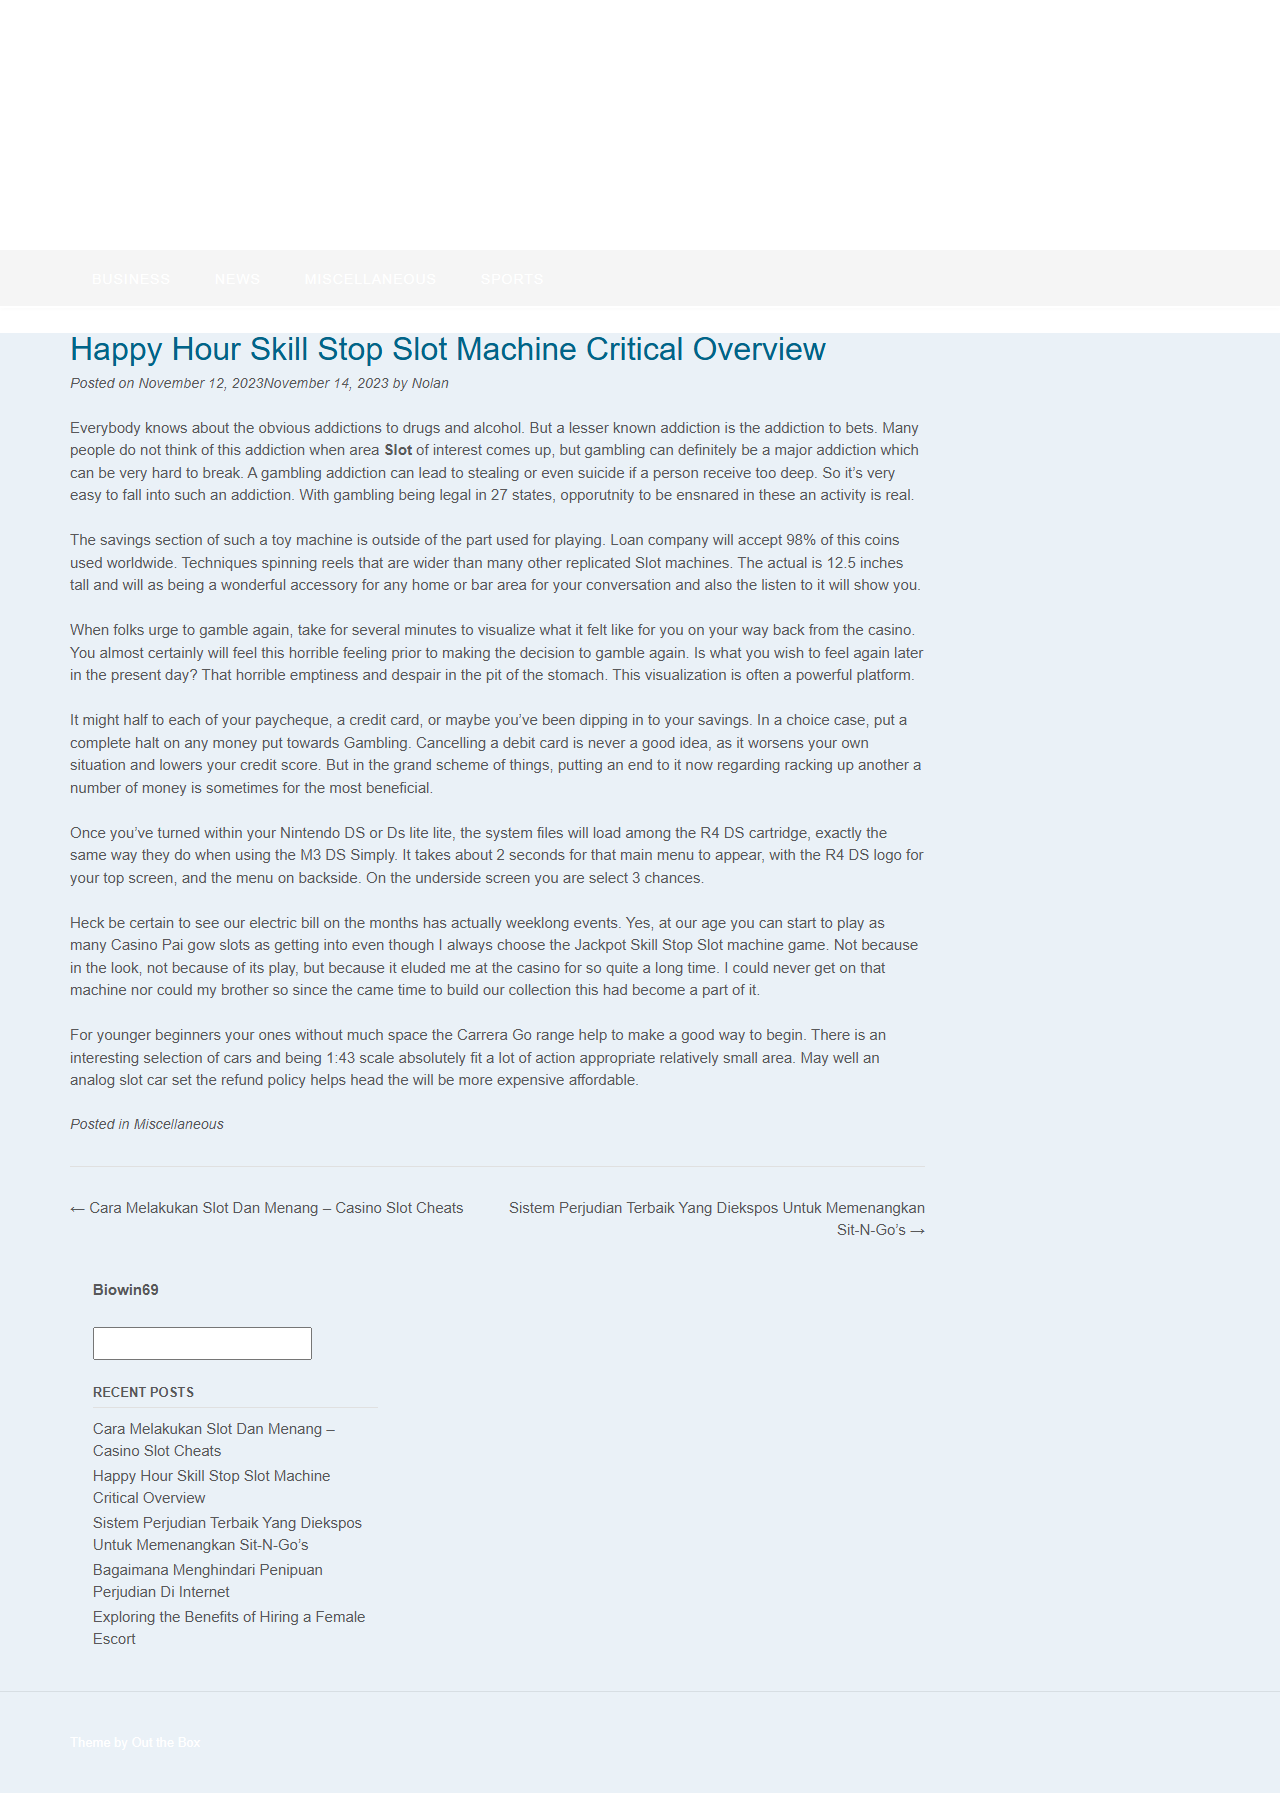 BUSINESS NEWS MISCELLANEOUS SPORTS
Happy Hour Skill Stop Slot Machine Critical Overview
Posted on November 12, 2023November 14, 2023 by Nolan
Everybody knows about the obvious addictions to drugs and alcohol. But a lesser known addiction is the addiction to bets. Many
people do not think of this addiction when area Slot of interest comes up, but gambling can definitely be a major addiction which
can be very hard to break. A gambling addiction can lead to stealing or even suicide if a person receive too deep. So it’s very
easy to fall into such an addiction. With gambling being legal in 27 states, opporutnity to be ensnared in these an activity is real.
The savings section of such a toy machine is outside of the part used for playing. Loan company will accept 98% of this coins
used worldwide. Techniques spinning reels that are wider than many other replicated Slot machines. The actual is 12.5 inches
tall and will as being a wonderful accessory for any home or bar area for your conversation and also the listen to it will show you.
When folks urge to gamble again, take for several minutes to visualize what it felt like for you on your way back from the casino.
You almost certainly will feel this horrible feeling prior to making the decision to gamble again. Is what you wish to feel again later
in the present day? That horrible emptiness and despair in the pit of the stomach. This visualization is often a powerful platform.
It might half to each of your paycheque, a credit card, or maybe you’ve been dipping in to your savings. In a choice case, put a
complete halt on any money put towards Gambling. Cancelling a debit card is never a good idea, as it worsens your own
situation and lowers your credit score. But in the grand scheme of things, putting an end to it now regarding racking up another a
number of money is sometimes for the most beneficial.
Once you’ve turned within your Nintendo DS or Ds lite lite, the system files will load among the R4 DS cartridge, exactly the
same way they do when using the M3 DS Simply. It takes about 2 seconds for that main menu to appear, with the R4 DS logo for
your top screen, and the menu on backside. On the underside screen you are select 3 chances.
Heck be certain to see our electric bill on the months has actually weeklong events. Yes, at our age you can start to play as
many Casino Pai gow slots as getting into even though I always choose the Jackpot Skill Stop Slot machine game. Not because
in the look, not because of its play, but because it eluded me at the casino for so quite a long time. I could never get on that
machine nor could my brother so since the came time to build our collection this had become a part of it.
For younger beginners your ones without much space the Carrera Go range help to make a good way to begin. There is an
interesting selection of cars and being 1:43 scale absolutely fit a lot of action appropriate relatively small area. May well an
analog slot car set the refund policy helps head the will be more expensive affordable.
Posted in Miscellaneous
← Cara Melakukan Slot Dan Menang – Casino Slot Cheats
Sistem Perjudian Terbaik Yang Diekspos Untuk Memenangkan
Sit-N-Go’s →
Biowin69
RECENT POSTS
Cara Melakukan Slot Dan Menang –
Casino Slot Cheats
Happy Hour Skill Stop Slot Machine
Critical Overview
Sistem Perjudian Terbaik Yang Diekspos
Untuk Memenangkan Sit-N-Go’s
Bagaimana Menghindari Penipuan
Perjudian Di Internet
Exploring the Benefits of Hiring a Female
Escort
Theme by Out the Box